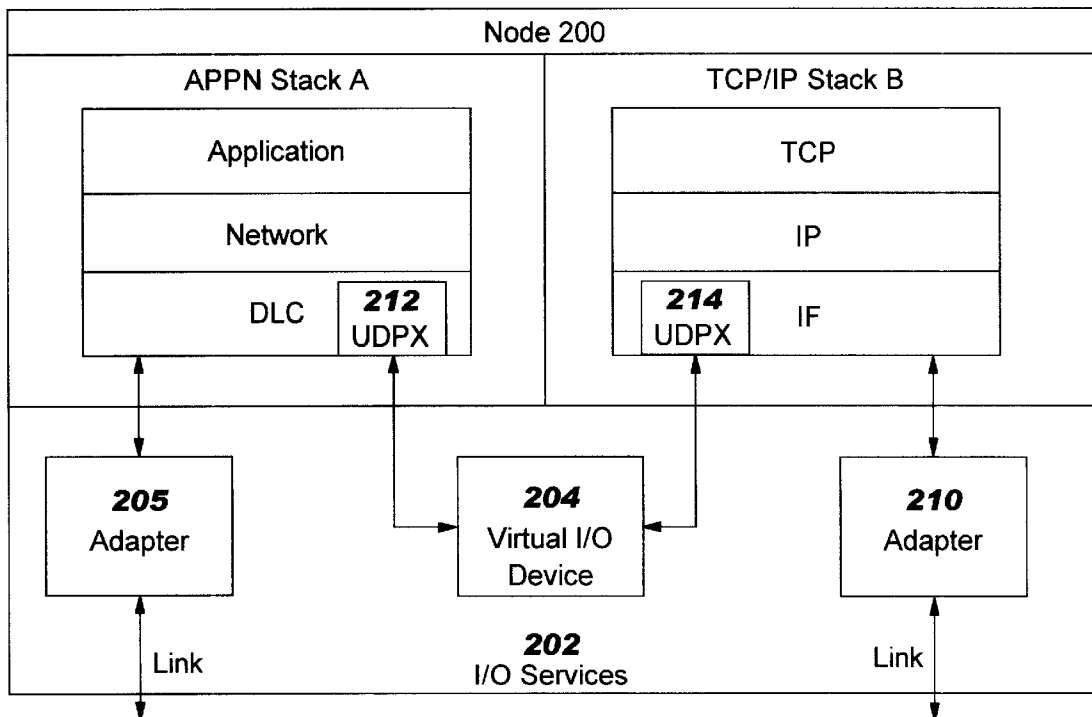 Node 200
APPN Stack A
TCP/IP Stack B
Application
TCP
Network
IP
DLC
212
UDPX
214
UDPX
IF
205
Adapter
204
Virtual I/O
Device
210
Adapter
Link
202
I/O Services
Link